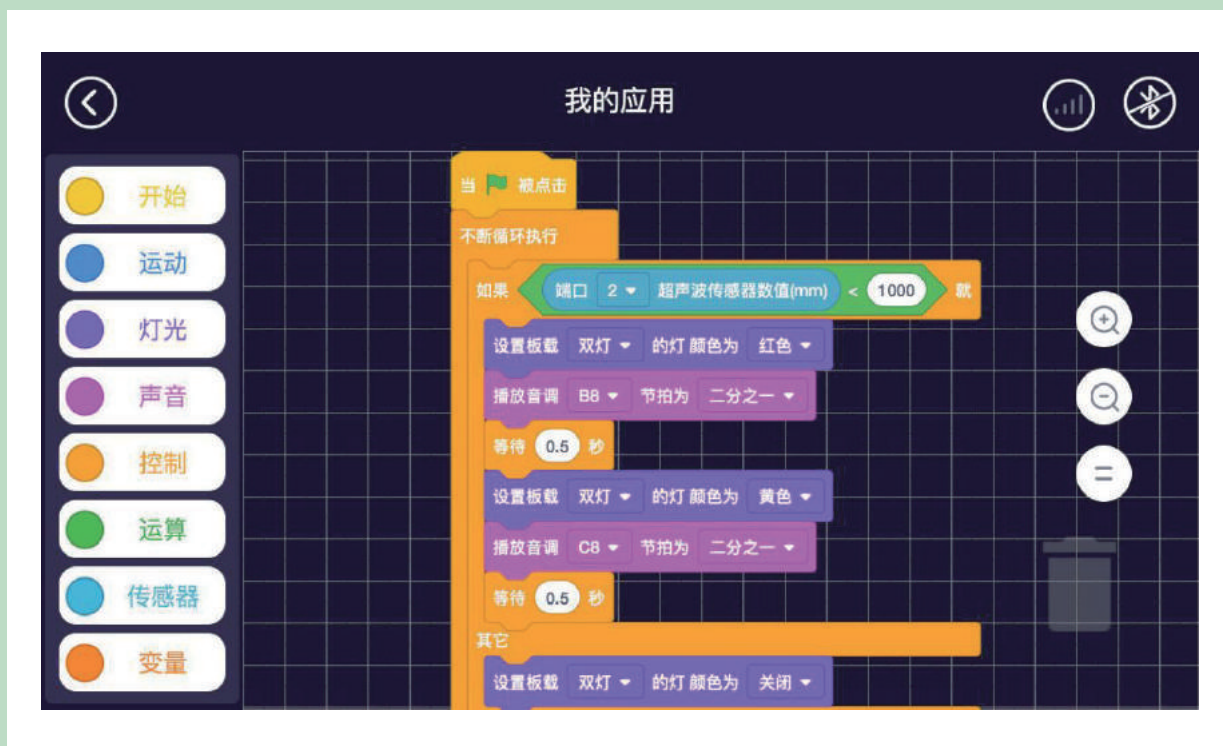 我的应用
开始
运动
灯光
声音
控制
运算
传感器
变量
当 被点击
不断循环执行
如果 端口 2 超声波传感器数值(mm) < 1000 就
设置板载 双灯 的灯 颜色为 红色
播放音调 B8 节拍为 二分之一
等待 0.5 秒
设置板载 双灯 的灯 颜色为 黄色
播放音调 C8 节拍为 二分之一
等待 0.5 秒
其它
设置板载 双灯 的灯 颜色为 关闭